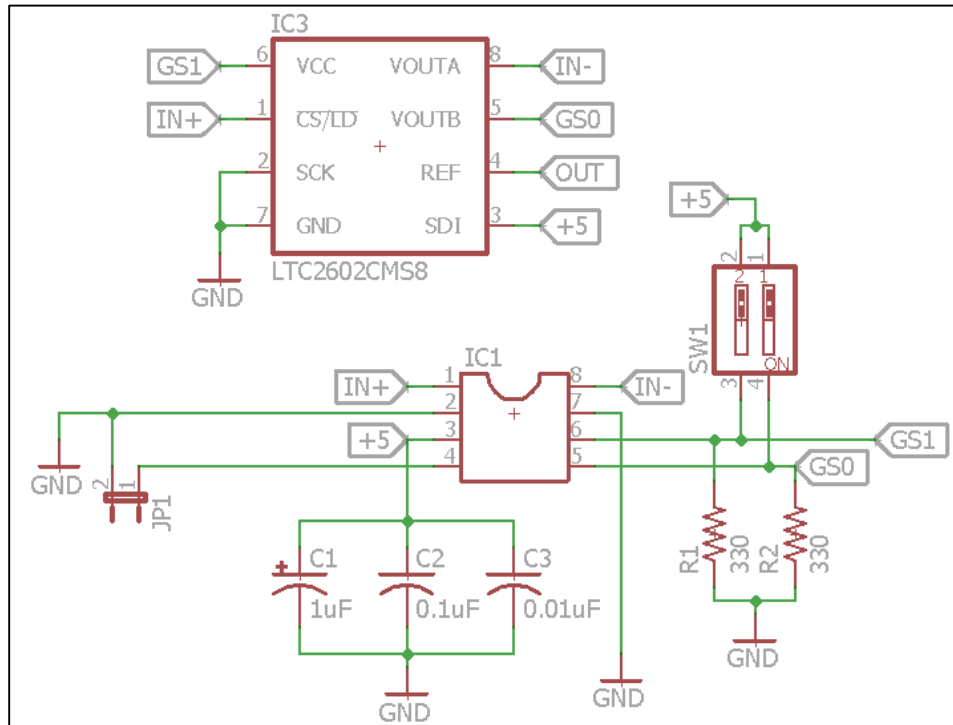 IC3
GS1 6 VCC VOUTA 8 IN-
IN+ 1 CS/LD VOUTB 5 GS0
2 SCK REF 4 OUT
7 GND SDI 3 +5
LTC2602CMS8
GND
+5
2 1
2 1
SW1
ON
3 4
IC1
IN+ 1 8 IN-
2 7
+5 3 6 GS1
4 5 GS0
GND
2 1
JP1
C1 C2 C3
1uF 0.1uF 0.01uF
R1 330 R2 330
GND
GND
GND